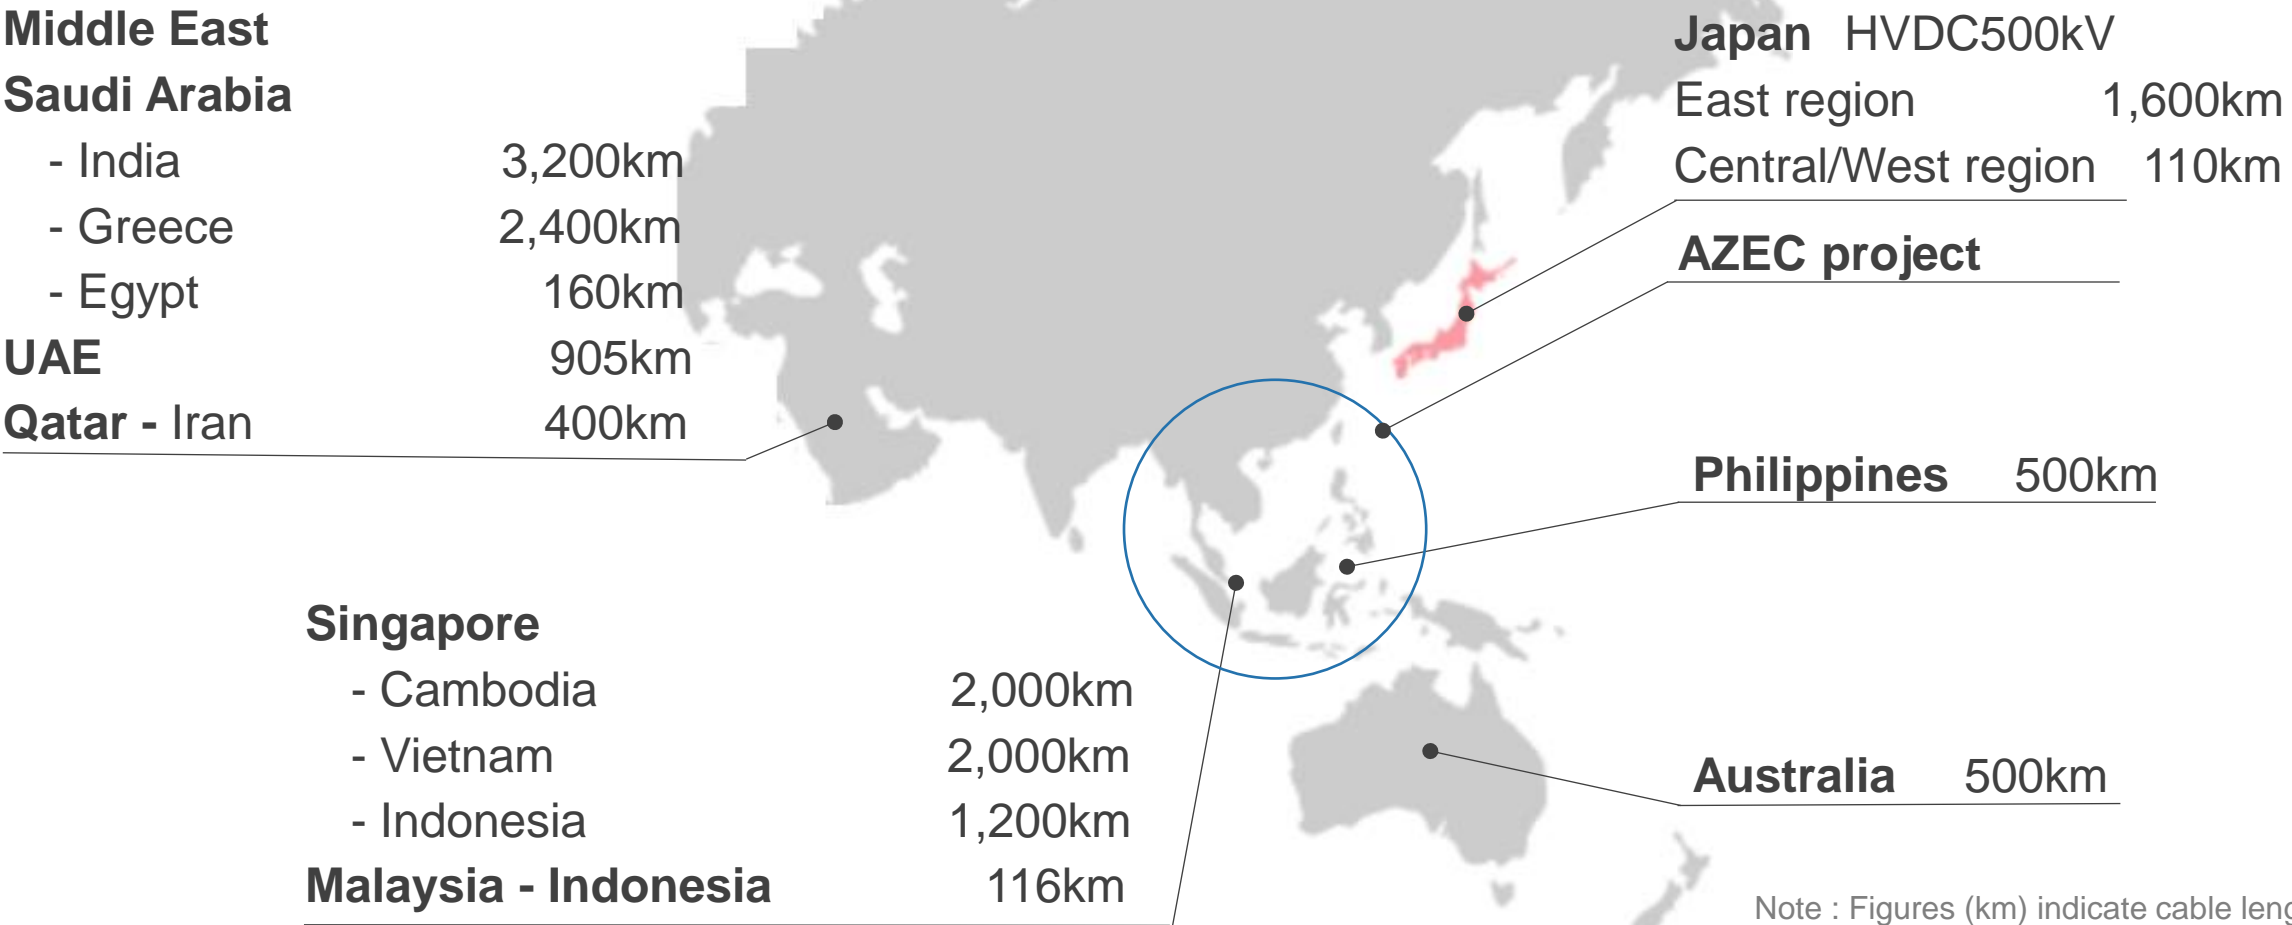 Middle East
Saudi Arabia
- India 3,200km
- Greece 2,400km
- Egypt 160km
UAE 905km
Qatar - Iran 400km
Japan HVDC500kV
East region 1,600km
Central/West region 110km
AZEC project
Philippines 500km
Singapore
- Cambodia 2,000km
- Vietnam 2,000km
- Indonesia 1,200km
Malaysia - Indonesia 116km
Australia 500km
Note : Figures (km) indicate cable leng